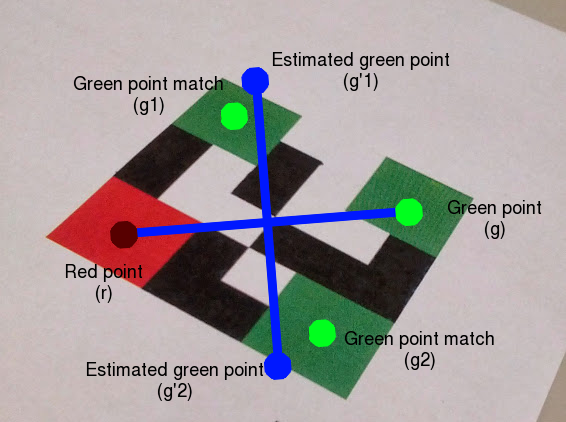 Estimated green point
(g'1)
Green point match
(g1)
Green point
(g)
Red point
(r)
Green point match
(g2)
Estimated green point
(g'2)